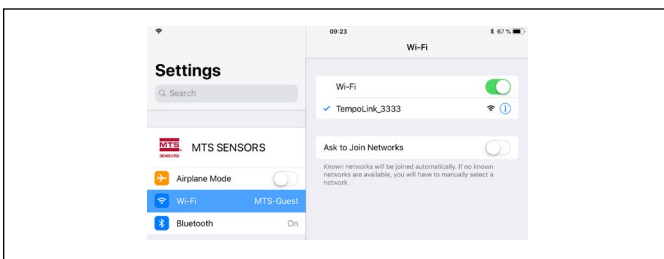 09:23
67 %
Wi-Fi
Settings
Search
Wi-Fi
TempoLink_3333
MTS
SENSORS
MTS SENSORS
Ask to Join Networks
Known networks will be joined automatically. If no known
networks are available, you will have to manually select a
network.
Airplane Mode
Wi-Fi MTS-Guest
Bluetooth On